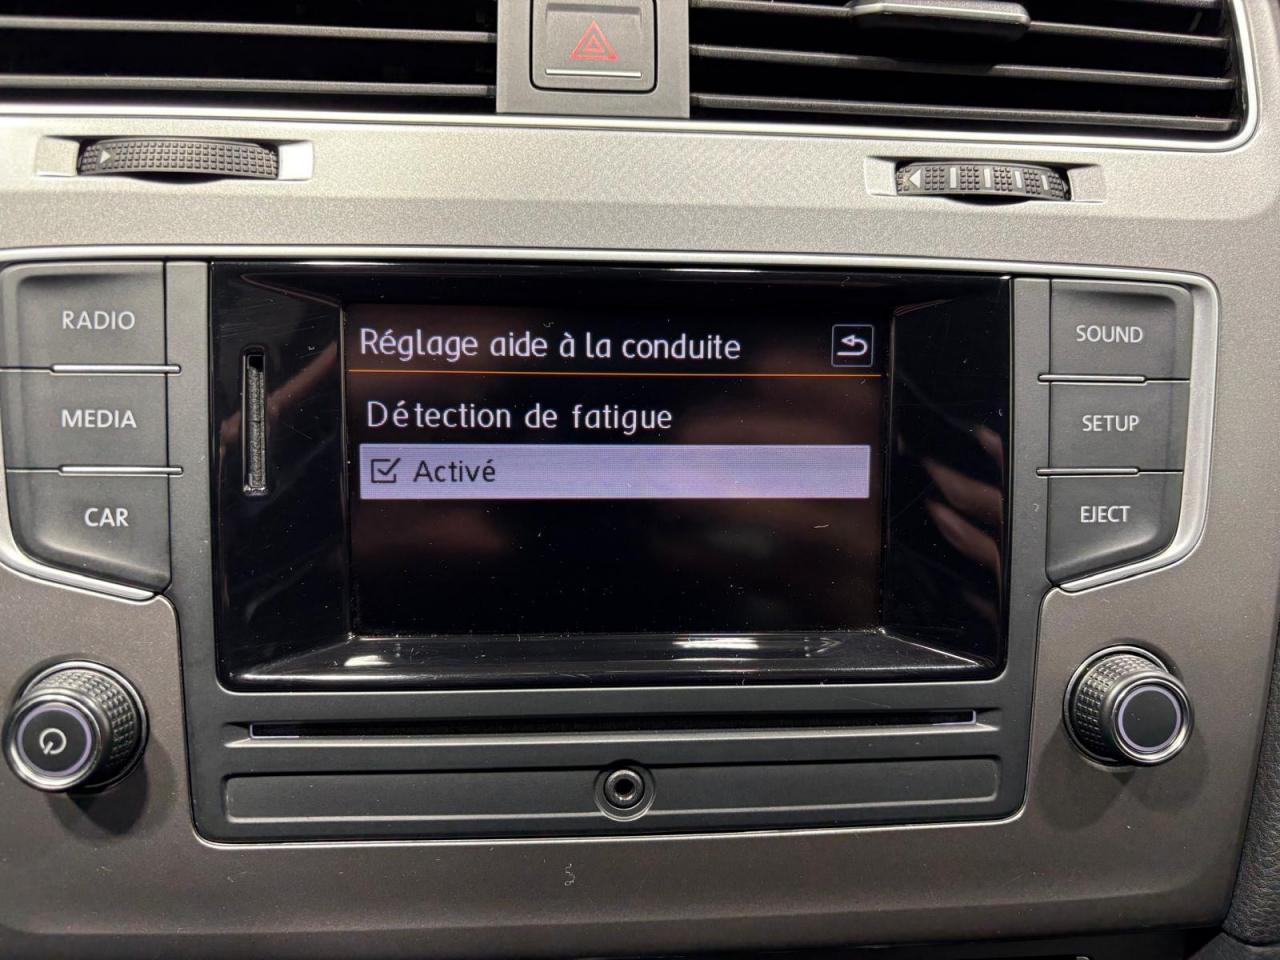 RADIO
MEDIA
CAR
Réglage aide à la conduite
Détection de fatigue
Activé
SOUND
SETUP
EJECT